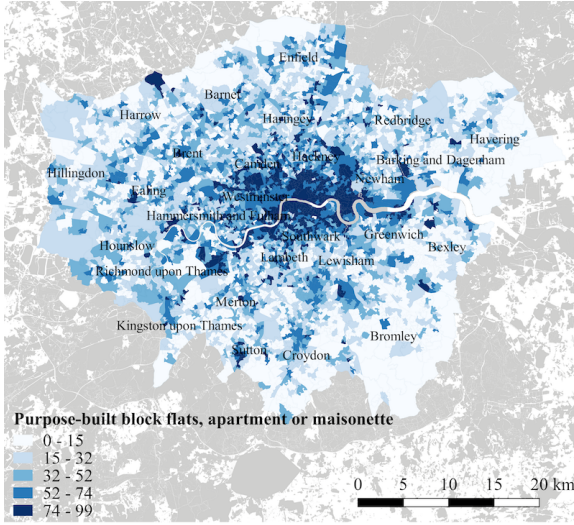 Enfield
Barnet
Harrow
Haringey
Redbridge
Havering
Brent
Camden
Hackney
Barking and Dagenham
Hillingdon
Ealing
Westminster
Newham
Hammersmith and Fulham
Hounslow
Southwark
Greenwich
Bexley
Lambeth
Lewisham
Richmond upon Thames
Merton
Kingston upon Thames
Bromley
Sutton
Croydon
Purpose-built block flats, apartment or maisonette
0 - 15
15 - 32
32 - 52
52 - 74
74 - 99
0 5 10 15 20 km